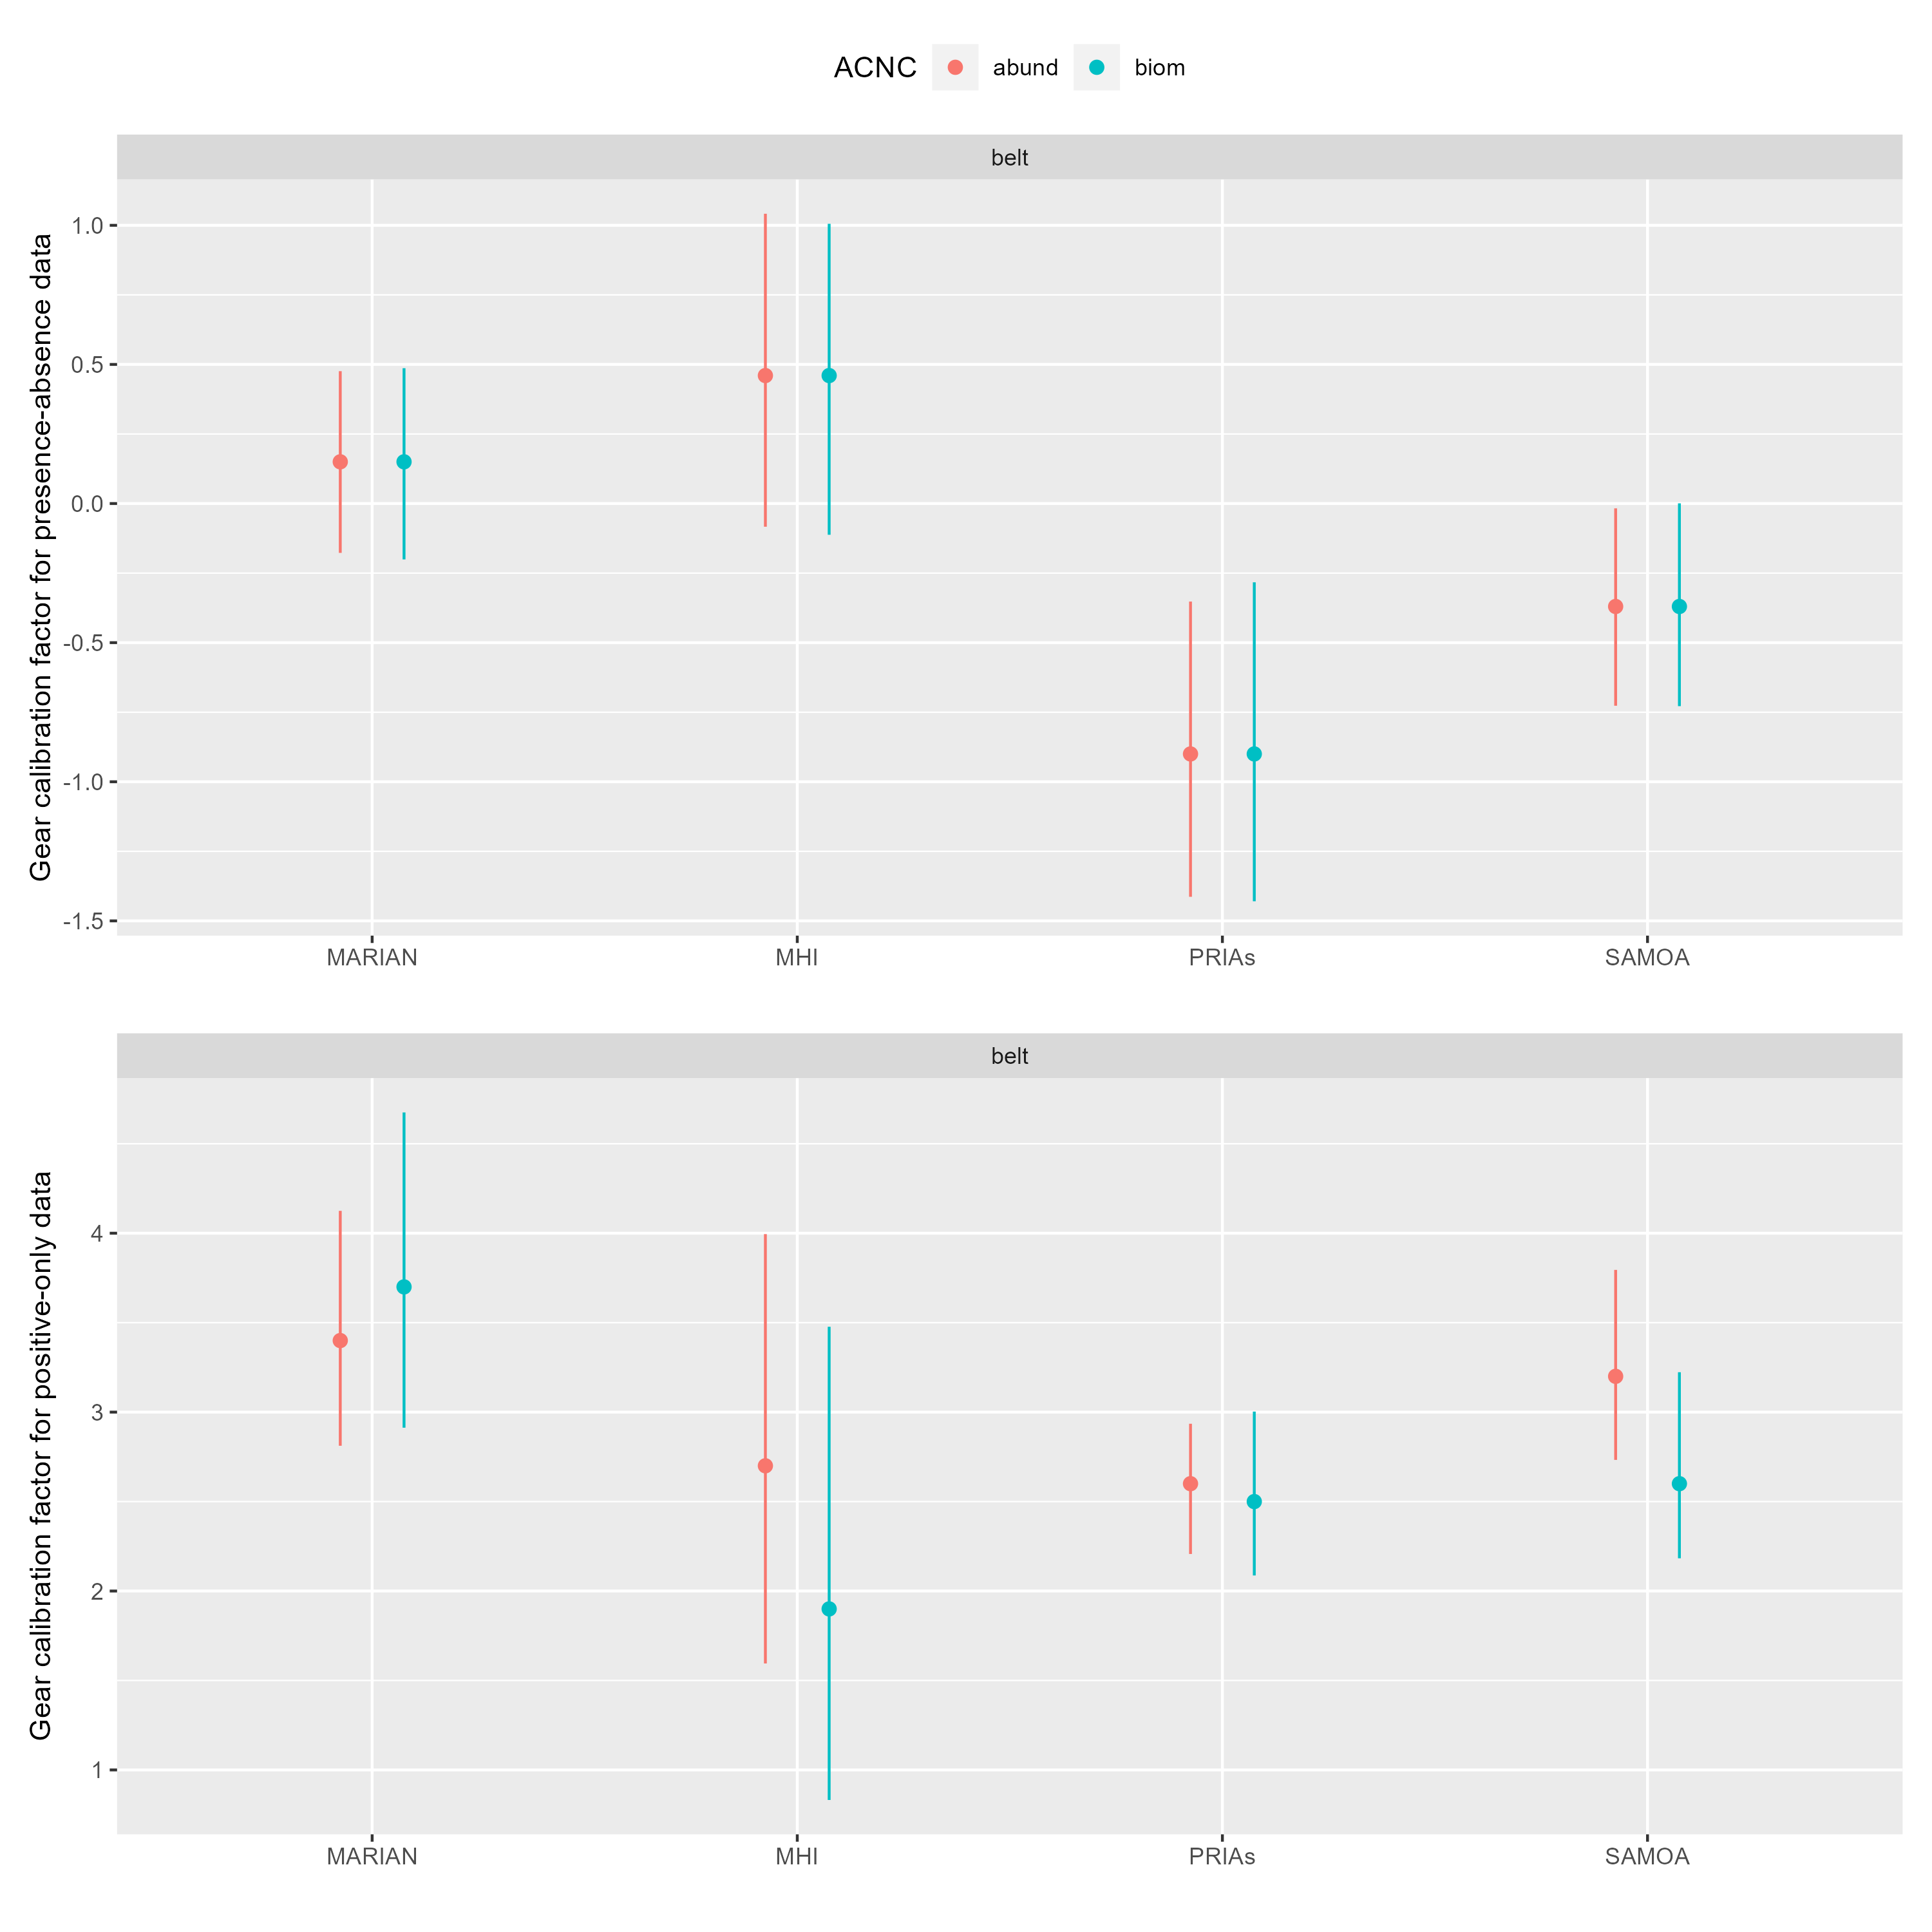 ACNC abund biom
belt
Gear calibration factor for presence-absence data
1.0
0.5
0.0
-0.5
-1.0
-1.5
MARIAN MHI PRIAs SAMOA
belt
Gear calibration factor for positive-only data
4
3
2
1
MARIAN MHI PRIAs SAMOA